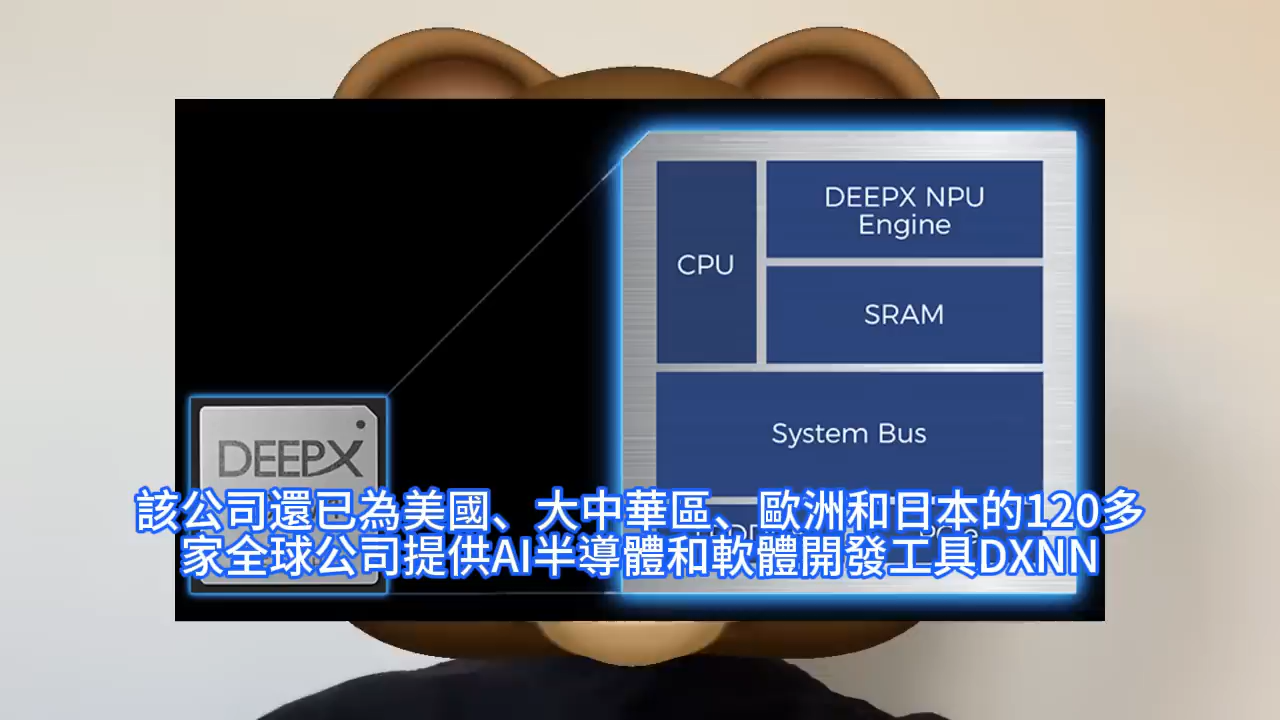 CPU
DEEPX NPU
Engine
SRAM
System Bus
DEEPX
該公司還已為美國、大中華區、歐洲和日本的120多
家全球公司提供AI半導體和軟體開發工具DXNN